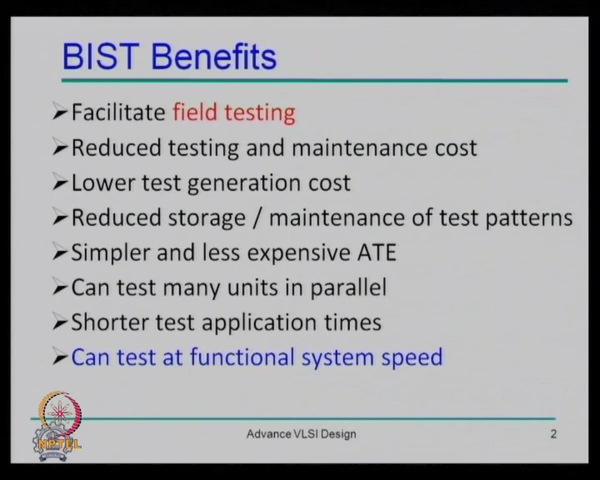 BIST Benefits
➢Facilitate field testing
➢Reduced testing and maintenance cost
➢Lower test generation cost
➢Reduced storage / maintenance of test patterns
➢Simpler and less expensive ATE
➢Can test many units in parallel
➢Shorter test application times
➢Can test at functional system speed
NPTEL
Advance VLSI Design
2